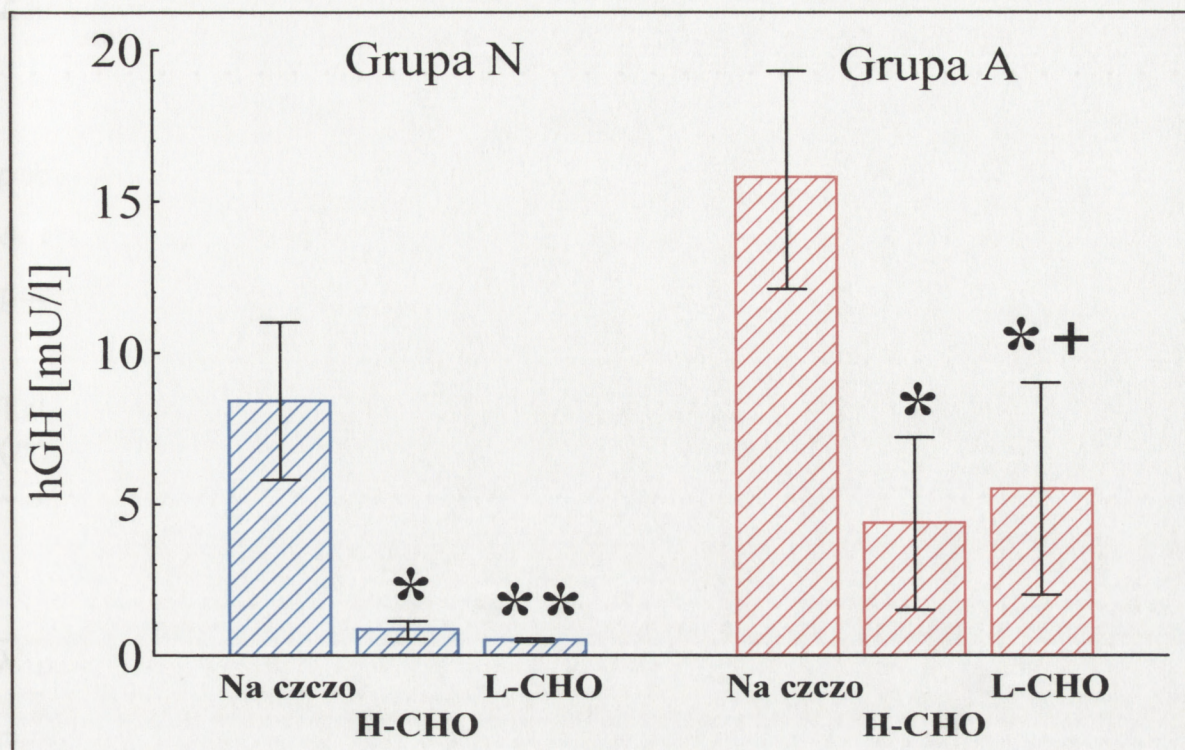 Grupa N
Grupa A
hGH [mU/l]
20
15
10
5
0
*
* *
*
* +
Na czczo
H-CHO
L-CHO
Na czczo
H-CHO
L-CHO